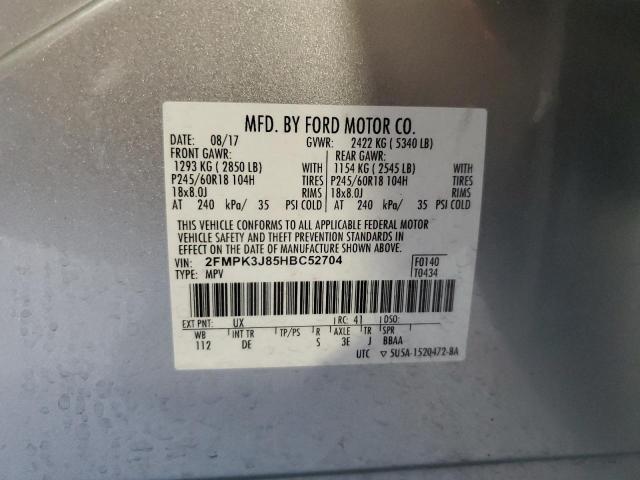 MFD. BY FORD MOTOR CO.
DATE: 08/17 GVWR: 2422 KG ( 5340 LB)
FRONT GAWR: REAR GAWR:
1293 KG ( 2850 LB) WITH 1154 KG ( 2545 LB) WITH
P245/60R18 104H TIRES P245/60R18 104H TIRES
18x8.0J RIMS 18x8.0J RIMS
AT 240 kPa/ 35 PSI COLD AT 240 kPa/ 35 PSI COLD
THIS VEHICLE CONFORMS TO ALL APPLICABLE FEDERAL MOTOR
VEHICLE SAFETY AND THEFT PREVENTION STANDARDS IN
EFFECT ON THE DATE OF MANUFACTURE SHOWN ABOVE.
VIN: 2FMPK3J85HBC52704 F0140
TYPE: MPV T0434
EXT PNT: UX RC: 41 DSO:
WB INT TR TP/PS R AXLE TR SPR
112 DE S 3E J BBAA
UTC ▽ 5U5A-1520472-BA